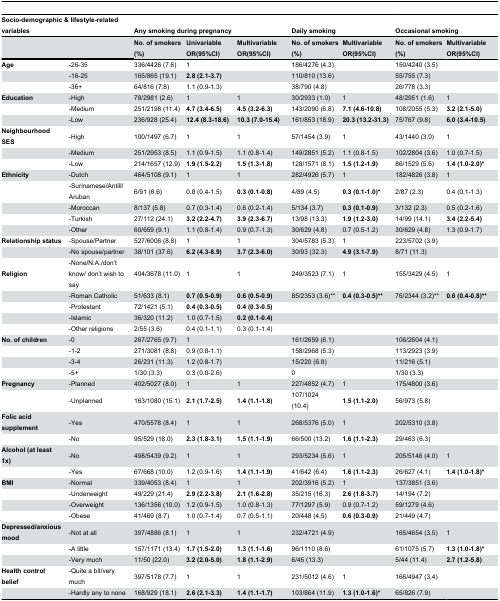 Socio-demographic & lifestyle-related variables Any smoking during pregnancy Daily smoking Occasional smoking
No. of smokers (%) Univariable OR(95%CI) Multivariable OR(95%CI) No. of smokers (%) Multivariable OR(95%CI) No. of smokers (%) Multivariable OR(95%CI)
Age -26-35 336/4426 (7.6) 1 186/4276 (4.3) 150/4240 (3.5)
-16-25 165/865 (19.1) 2.8 (2.1-3.7) 110/810 (13.6) 55/755 (7.3)
-36+ 64/816 (7.8) 1.1 (0.9-1.3) 38/790 (4.8) 26/778 (3.3)
Education -High 78/2981 (2.6) 1 1 30/2933 (1.0) 1 48/2951 (1.6) 1
-Medium 251/2198 (11.4) 4.7 (3.4-6.5) 4.5 (3.2-6.3) 143/2090 (6.8) 7.1 (4.6-10.8) 108/2055 (5.3) 3.2 (2.1-5.0)
-Low 236/928 (25.4) 12.4 (8.3-18.6) 10.3 (7.0-15.4) 161/853 (18.9) 20.3 (13.2-31.3) 75/767 (9.8) 6.0 (3.4-10.5)
Neighbourhood SES -High 100/1497 (6.7) 1 1 57/1454 (3.9) 1 43/1440 (3.0) 1
-Medium 251/2953 (8.5) 1.1 (0.9-1.5) 1.1 (0.8-1.4) 149/2851 (5.2) 1.1 (0.8-1.5) 102/2804 (3.6) 1.0 (0.7-1.5)
-Low 214/1657 (12.9) 1.9 (1.5-2.2) 1.5 (1.3-1.8) 128/1571 (8.1) 1.5 (1.2-1.9) 86/1529 (5.6) 1.4 (1.0-2.0)*
Ethnicity -Dutch 464/5108 (9.1) 1 1 282/4926 (5.7) 1 182/4826 (3.8) 1
-Surinamese/Antill/ Aruban 6/91 (6.6) 0.8 (0.4-1.5) 0.3 (0.1-0.8) 4/89 (4.5) 0.3 (0.1-1.0)* 2/87 (2.3) 0.4 (0.1-1.3)
-Moroccan 8/137 (5.8) 0.7 (0.3-1.4) 0.6 (0.2-1.4) 5/134 (3.7) 0.3 (0.1-0.9) 3/132 (2.3) 0.5 (0.2-1.6)
-Turkish 27/112 (24.1) 3.2 (2.2-4.7) 3.9 (2.3-6.7) 13/98 (13.3) 1.9 (1.2-3.0) 14/99 (14.1) 3.4 (2.2-5.4)
-Other 60/659 (9.1) 1.1 (0.8-1.4) 0.9 (0.7-1.3) 30/629 (4.8) 0.7 (0.5-1.2) 30/629 (4.8) 1.3 (0.9-1.7)
Relationship status -Spouse/Partner 527/6006 (8.8) 1 1 304/5783 (5.3) 1 223/5702 (3.9)
-No spouse/partner 38/101 (37.6) 6.2 (4.3-8.9) 3.7 (2.3-6.0) 30/93 (32.3) 4.9 (3.1-7.9) 8/71 (11.3)
Religion -None/N.A./don't know/ don't wish to say 404/3678 (11.0) 1 1 249/3523 (7.1) 1 155/3429 (4.5) 1
-Roman Catholic 51/633 (8.1) 0.7 (0.5-0.9) 0.6 (0.5-0.9) 85/2353 (3.6)** 0.4 (0.3-0.5)** 76/2344 (3.2)** 0.6 (0.4-0.8)**
-Protestant 72/1421 (5.1) 0.4 (0.3-0.5) 0.4 (0.3-0.5)
-Islamic 36/320 (11.2) 1.0 (0.7-1.5) 0.2 (0.1-0.4)
-Other religions 2/55 (3.6) 0.4 (0.1-1.1) 0.3 (0.1-1.4)
No. of children -0 267/2765 (9.7) 1 161/2659 (6.1) 106/2604 (4.1)
-1-2 271/3081 (8.8) 0.9 (0.8-1.1) 158/2968 (5.3) 113/2923 (3.9)
-3-4 26/231 (11.3) 1.2 (0.8-1.7) 15/220 (6.8) 11/216 (5.1)
-5+ 1/30 (3.3) 0.3 (0.0-2.6) 0 1/30 (3.3)
Pregnancy -Planned 402/5027 (8.0) 1 1 227/4852 (4.7) 1 175/4800 (3.6)
-Unplanned 163/1080 (15.1) 2.1 (1.7-2.5) 1.4 (1.1-1.8) 107/1024 (10.4) 1.5 (1.1-2.0) 56/973 (5.8)
Folic acid supplement -Yes 470/5578 (8.4) 1 1 268/5376 (5.0) 1 202/5310 (3.8)
-No 95/529 (18.0) 2.3 (1.8-3.1) 1.5 (1.1-1.9) 66/500 (13.2) 1.6 (1.1-2.3) 29/463 (6.3)
Alcohol (at least 1x) -No 498/5439 (9.2) 1 1 293/5234 (5.6) 1 205/5146 (4.0) 1
-Yes 67/668 (10.0) 1.2 (0.9-1.6) 1.4 (1.1-1.9) 41/642 (6.4) 1.6 (1.1-2.3) 26/627 (4.1) 1.4 (1.0-1.8)*
BMI -Normal 339/4053 (8.4) 1 1 202/3916 (5.2) 1 137/3851 (3.6)
-Underweight 49/229 (21.4) 2.9 (2.2-3.8) 2.1 (1.6-2.8) 35/215 (16.3) 2.6 (1.8-3.7) 14/194 (7.2)
-Overweight 136/1356 (10.0) 1.2 (0.9-1.5) 1.0 (0.8-1.3) 77/1297 (5.9) 0.9 (0.7-1.2) 59/1279 (4.6)
-Obese 41/469 (8.7) 1.0 (0.7-1.4) 0.7 (0.5-1.1) 20/448 (4.5) 0.6 (0.3-0.9) 21/449 (4.7)
Depressed/anxious mood -Not at all 397/4886 (8.1) 1 1 232/4721 (4.9) 165/4654 (3.5) 1
-A little 157/1171 (13.4) 1.7 (1.5-2.0) 1.3 (1.1-1.6) 96/1110 (8.6) 61/1075 (5.7) 1.3 (1.0-1.8)*
-Very much 11/50 (22.0) 3.2 (2.0-5.0) 1.8 (1.1-2.9) 6/45 (13.3) 5/44 (11.4) 2.7 (1.2-5.8)
Health control belief -Quite a bit/very much 397/5178 (7.7) 1 1 231/5012 (4.6) 1 166/4947 (3.4)
-Hardly any to none 168/929 (18.1) 2.6 (2.1-3.3) 1.4 (1.1-1.7) 103/864 (11.9) 1.3 (1.0-1.6)* 65/826 (7.9)